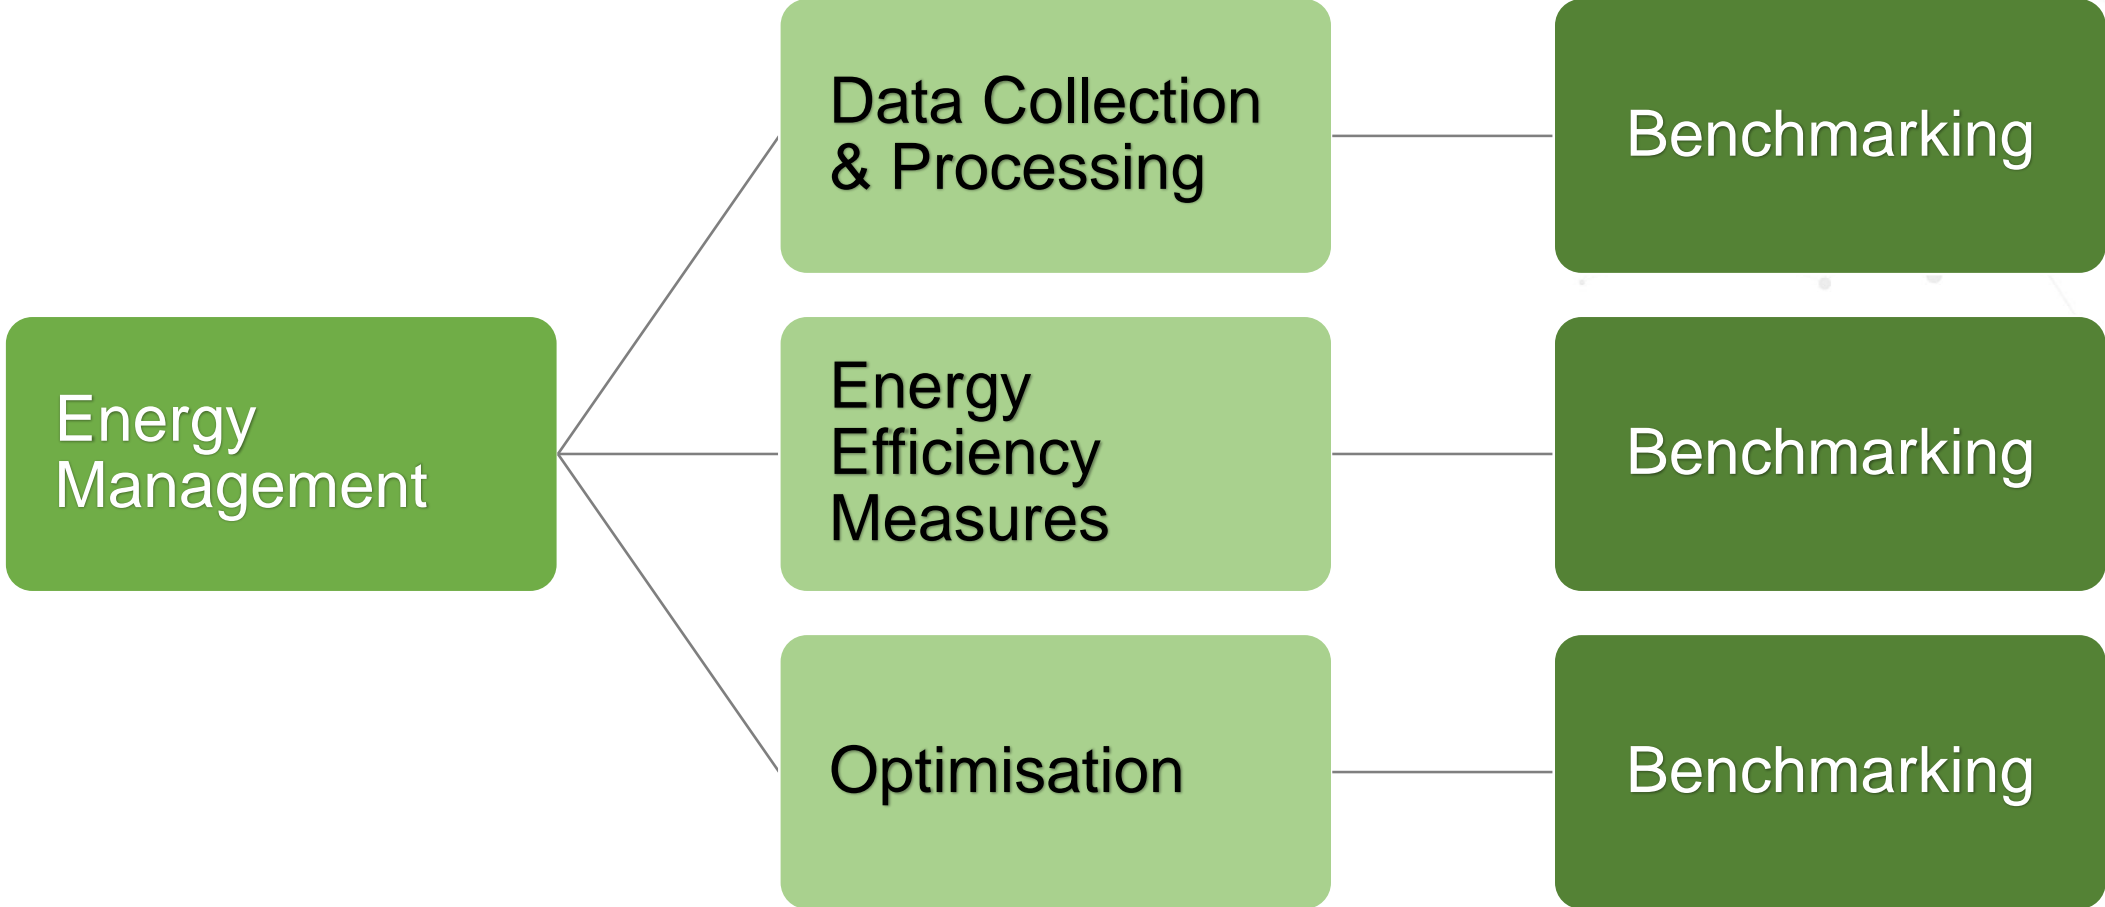 Data Collection
& Processing
Benchmarking
Energy
Management
Energy
Efficiency
Measures
Benchmarking
Optimisation
Benchmarking